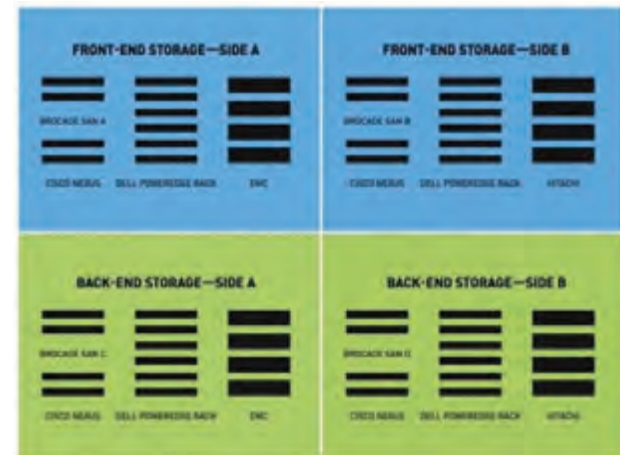 FRONT-END STORAGE—SIDE A
BROCADE SAN A
CISCO NEXUS DELL POWEREDGE RACK EMC
FRONT-END STORAGE—SIDE B
BROCADE SAN B
CISCO NEXUS DELL POWEREDGE RACK HITACHI
BACK-END STORAGE—SIDE A
BROCADE SAN C
CISCO NEXUS DELL POWEREDGE RACK EMC
BACK-END STORAGE—SIDE B
BROCADE SAN D
CISCO NEXUS DELL POWEREDGE RACK HITACHI